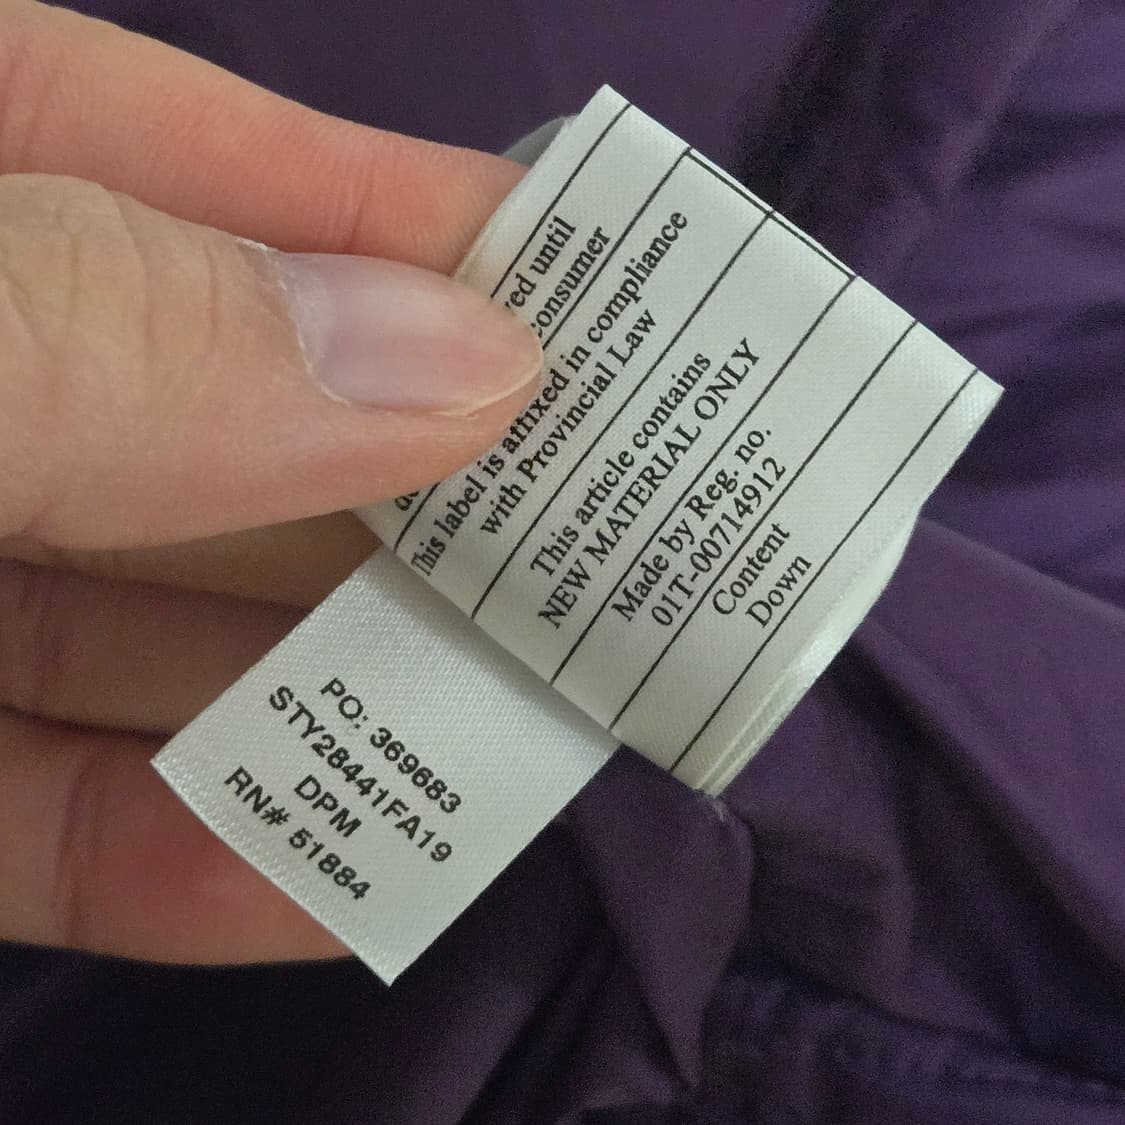 until
consumer
This label is affixed in compliance
with Provincial Law
This article contains
NEW MATERIAL ONLY
Made by Reg. no.
01T-00714912
Content
Down
PO: 369683
STY28441FA19
DPM
RN# 51884